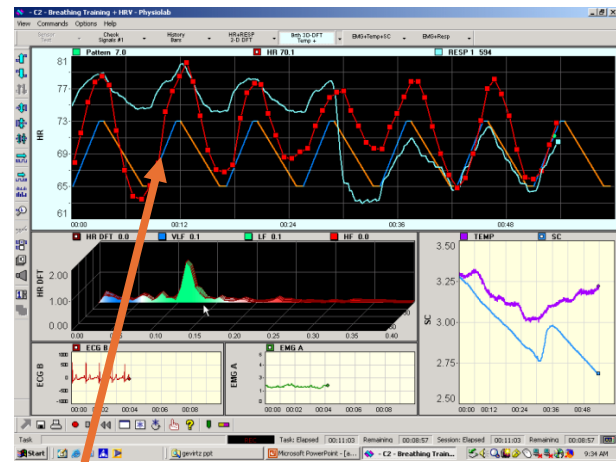 - C2 - Breathing Training + HRV - Physiolab
View Commands Options Help
Check Signals #1 History Bars HR+RESP 2-D DFT Brth 3D-DFT Temp + EMG+Temp+SC EMG+Resp
Pattern 7.0 HR 70.1 RESP 1 594
81
77
73
69
65
61
HR
00:00 00:12 00:24 00:36 00:48
HR DFT 0.0 VLF 0.1 LF 0.1 HF 0.0
2.00
1.00
0.00
HR DFT
0.00 0.05 0.10 0.15 0.20 0.25 0.30 0.35 0.40
TEMP SC
3.50
3.25
3.00
2.75
2.50
SC
00:00 00:12 00:24 00:36 00:48
ECG B
ECG B
00:00 00:02 00:04 00:06 00:08
EMG A
EMG A
00:00 00:02 00:04 00:06 00:08
Task Task: Elapsed 00:11:03 Remaining 00:08:57 Session: Elapsed 00:11:03 Remaining 00:08:57
Start gevirtz ppt Microsoft PowerPoint - [s... - C2 - Breathing Train... 9:34 AM